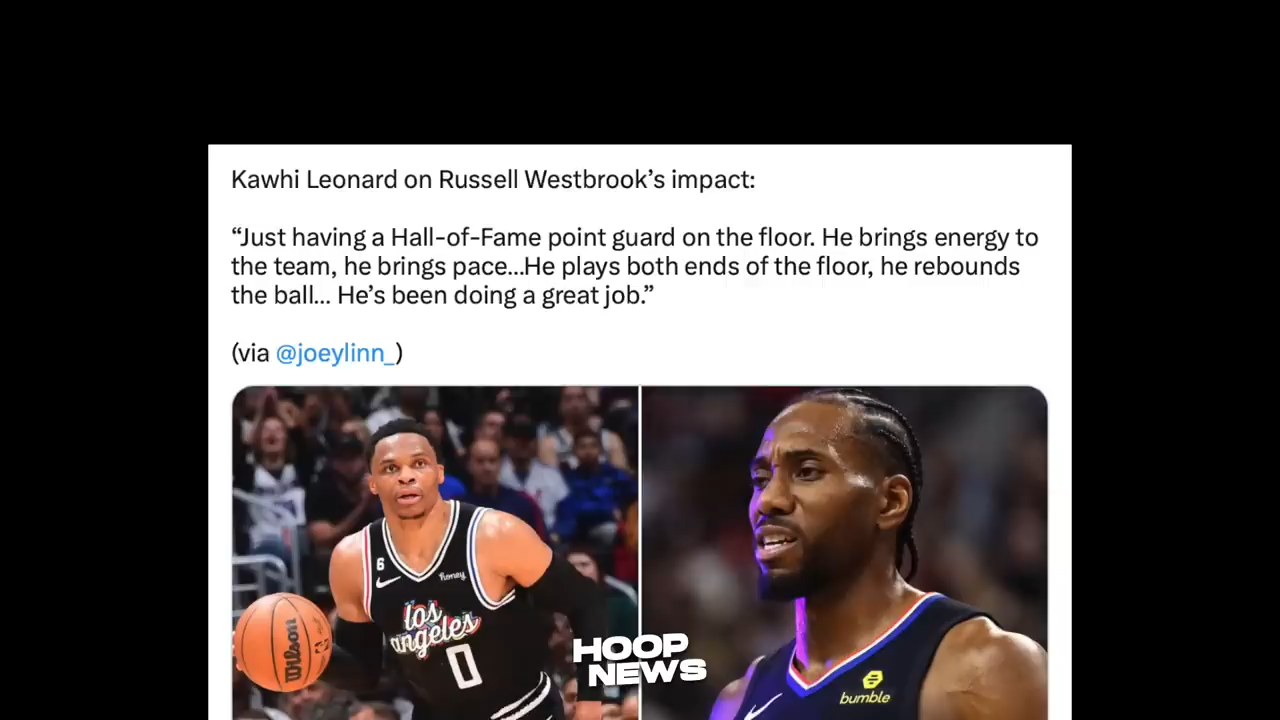 Kawhi Leonard on Russell Westbrook’s impact:
“Just having a Hall-of-Fame point guard on the floor. He brings energy to
the team, he brings pace...He plays both ends of the floor, he rebounds
the ball... He’s been doing a great job.”
(via @joeylinn_)
6
honey
los
angeles
0
Wilson
HOOP
NEWS
bumble